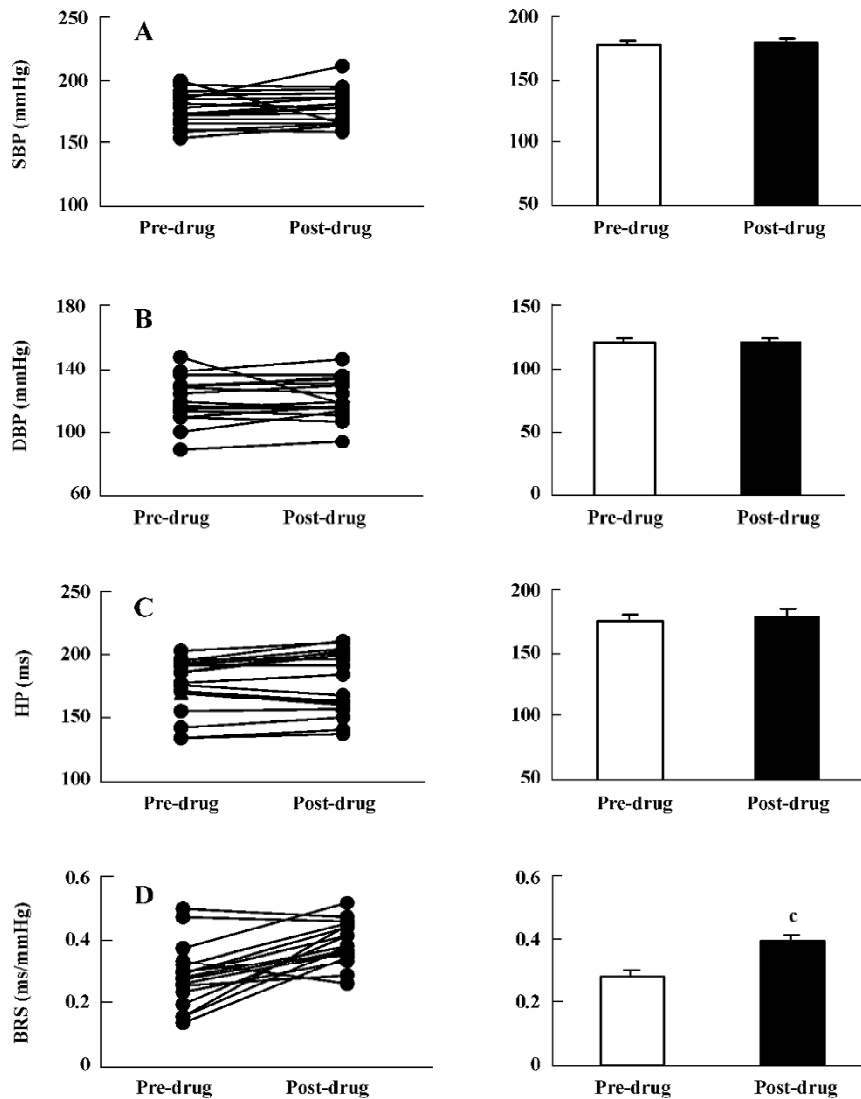 A
SBP (mmHg)
250
200
150
100
Pre-drug Post-drug
200
150
100
50
Pre-drug Post-drug
B
DBP (mmHg)
180
140
100
60
Pre-drug Post-drug
150
100
50
0
Pre-drug Post-drug
C
HP (ms)
250
200
150
100
Pre-drug Post-drug
200
150
100
50
Pre-drug Post-drug
D
BRS (ms/mmHg)
0.6
0.4
0.2
0
Pre-drug Post-drug
0.6
0.4
0.2
0
c
Pre-drug Post-drug